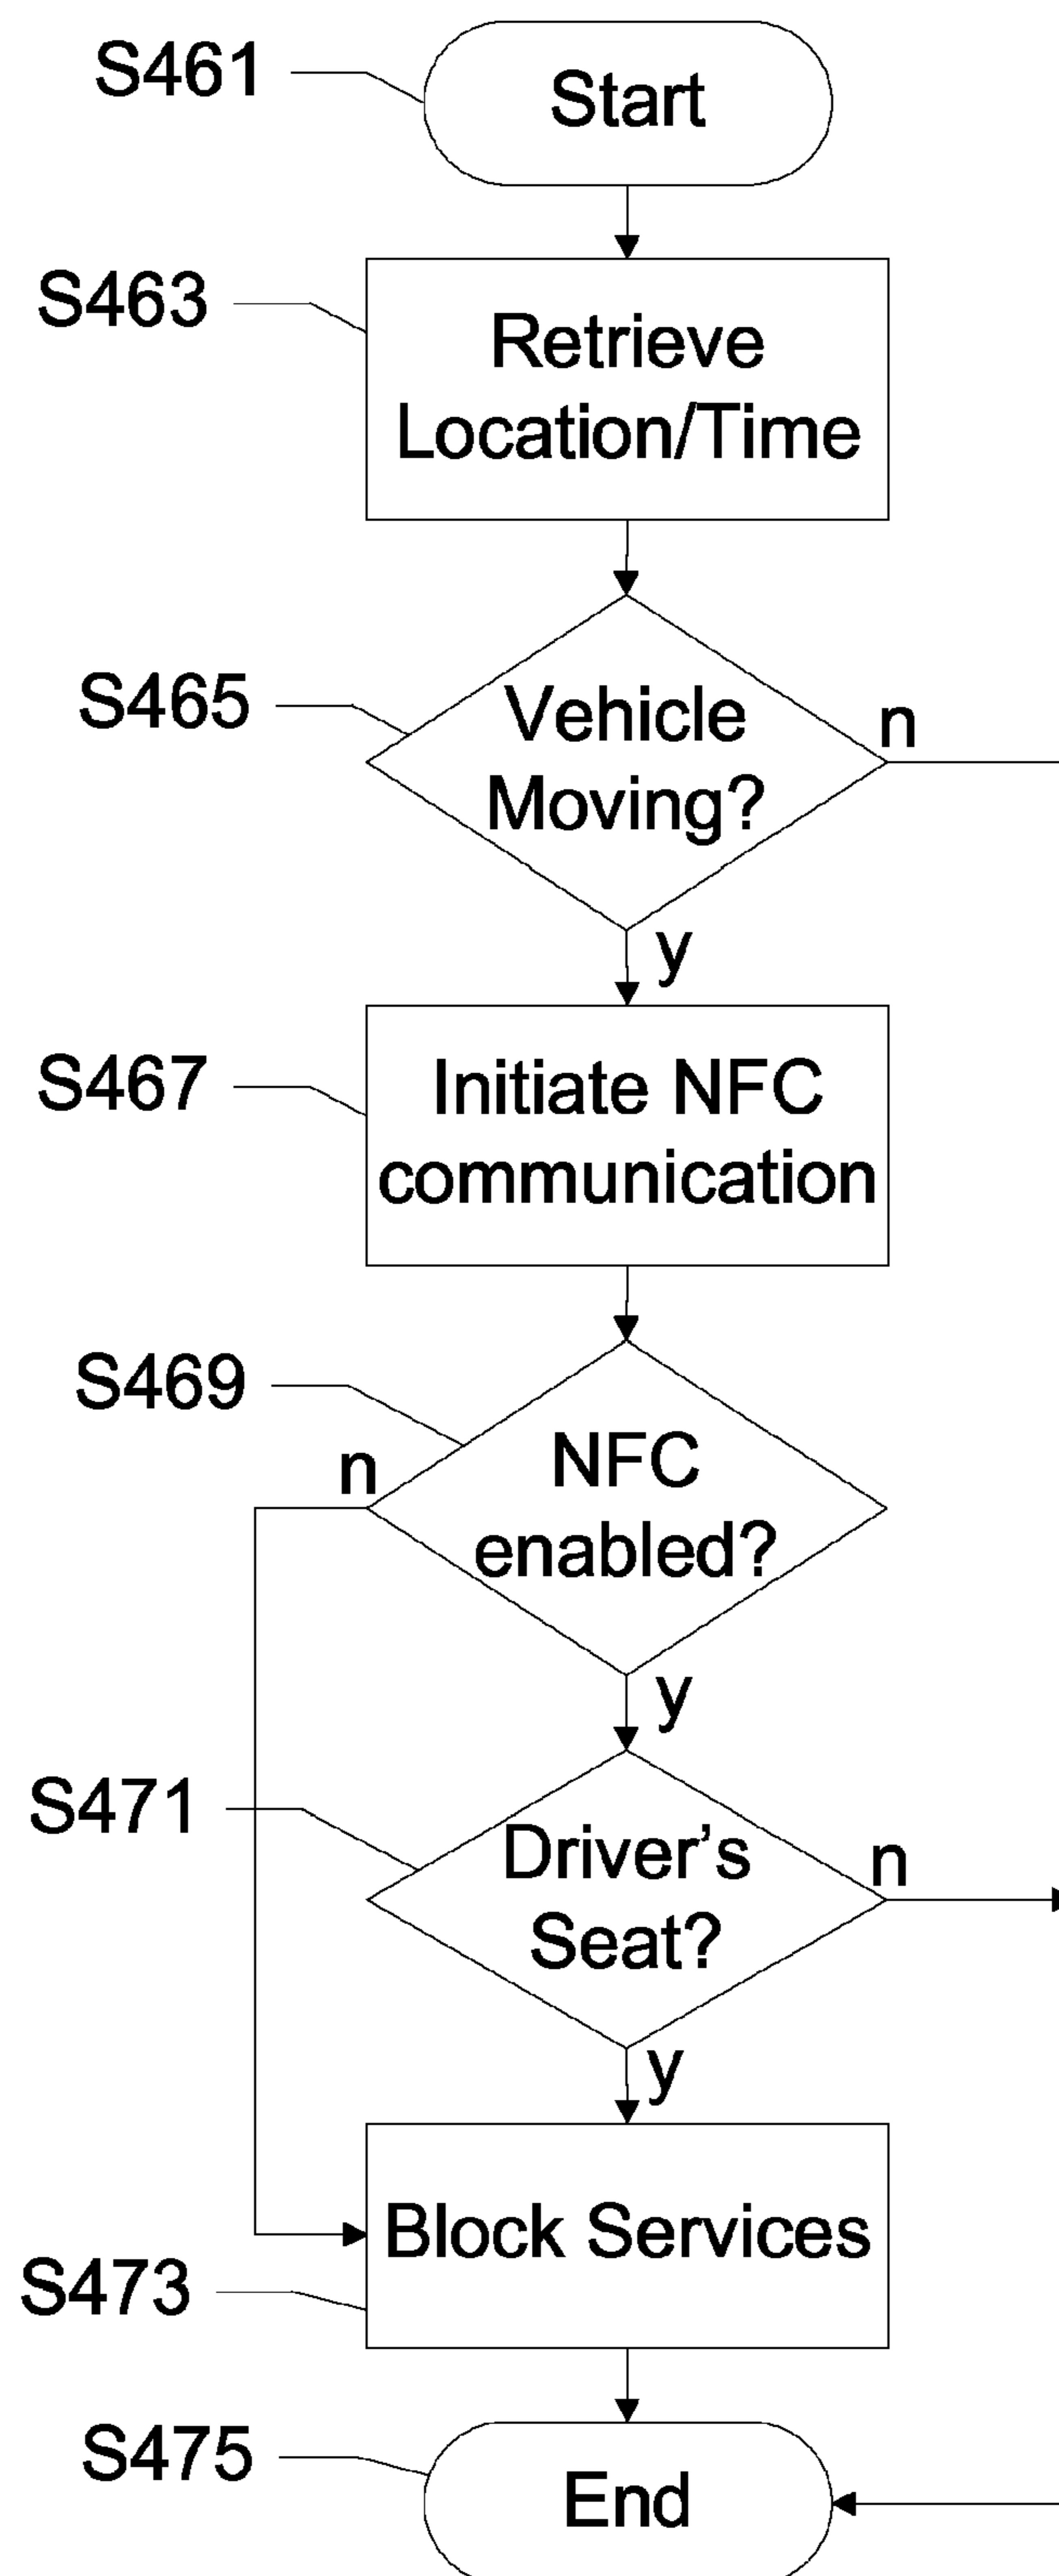 S461
Start
S463
Retrieve
Location/Time
S465
Vehicle
Moving?
n
y
S467
Initiate NFC
communication
S469
n
NFC
enabled?
y
S471
Driver’s
Seat?
n
y
Block Services
S473
S475
End